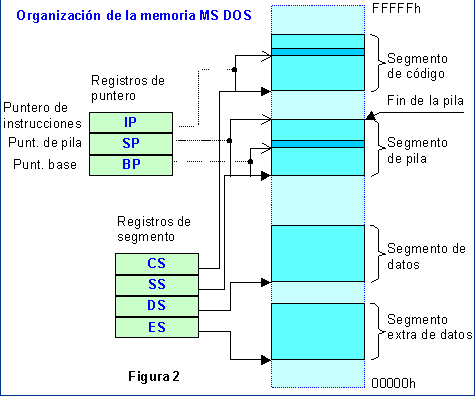 Organización de la memoria MS DOS
FFFFFh
Registros de
puntero
Puntero de
instrucciones
IP
Punt. de pila
SP
Punt. base
BP
Segmento
de código
Fin de la pila
Segmento
de pila
Registros de
segmento
CS
SS
DS
ES
Segmento de
datos
Segmento
extra de datos
Figura 2
00000h